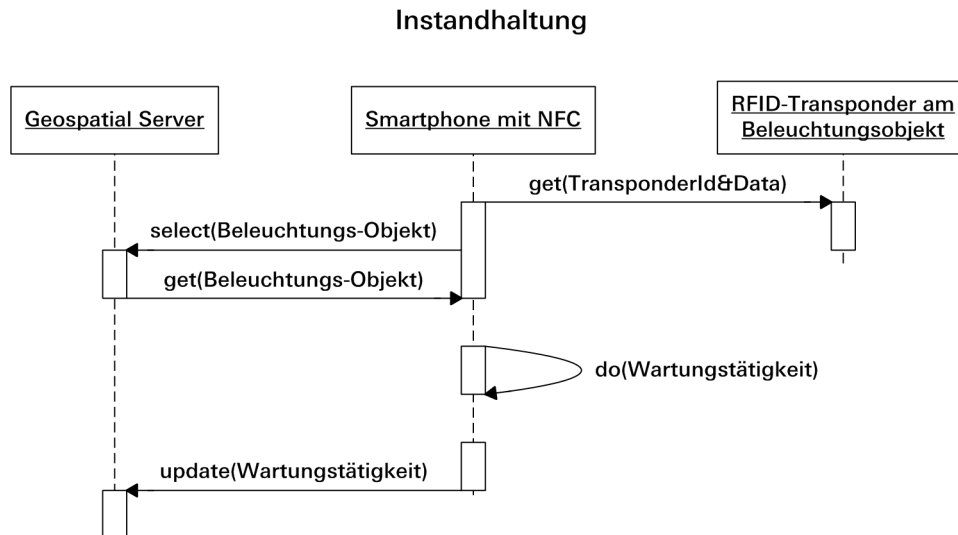 Instandhaltung
Geospatial Server
Smartphone mit NFC
RFID-Transponder am
Beleuchtungsobjekt
get(TransponderId&Data)
select(Beleuchtungs-Objekt)
get(Beleuchtungs-Objekt)
do(Wartungstätigkeit)
update(Wartungstätigkeit)